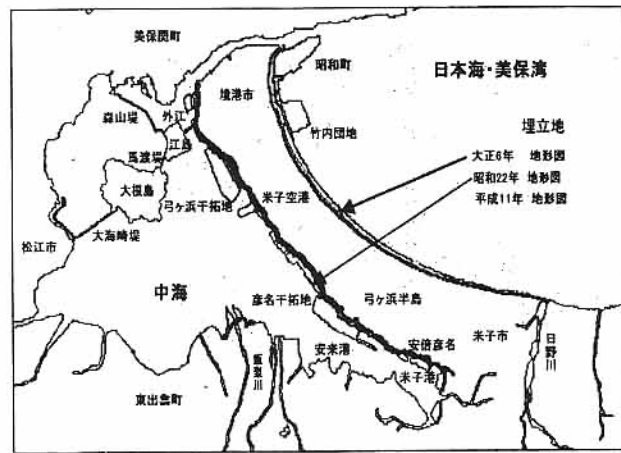 美保関町
昭和町
日本海・美保湾
境港市
外江
森山堤
竹内団地
埋立地
江島
馬渡堤
大正6年 地形図
大根島
米子空港
昭和22年 地形図
弓ヶ浜干拓地
平成11年 地形図
大海崎堤
松江市
中海
彦名干拓地
弓ヶ浜半島
安来港
安倍彦名
米子市
日野川
飯梨川
米子港
東出雲町